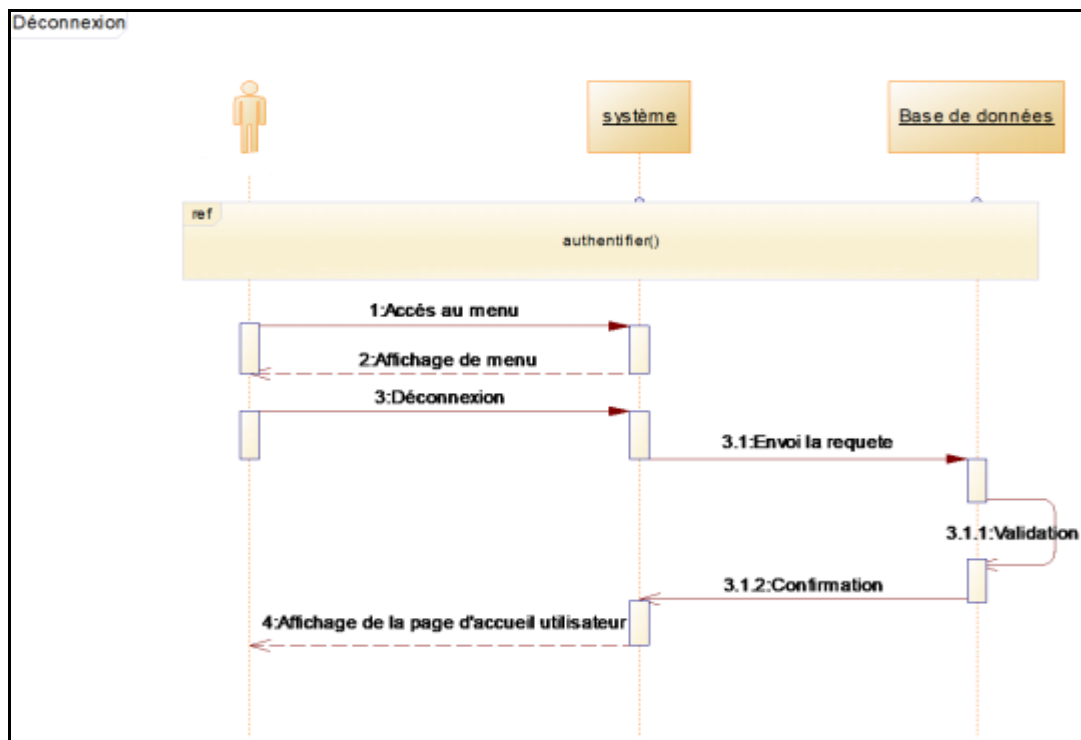 Déconnexion
système
Base de données
ref
authentifier()
1:Accés au menu
2:Affichage de menu
3:Déconnexion
3.1:Envoi la requete
3.1.1:Validation
3.1.2:Confirmation
4:Affichage de la page d'accueil utilisateur